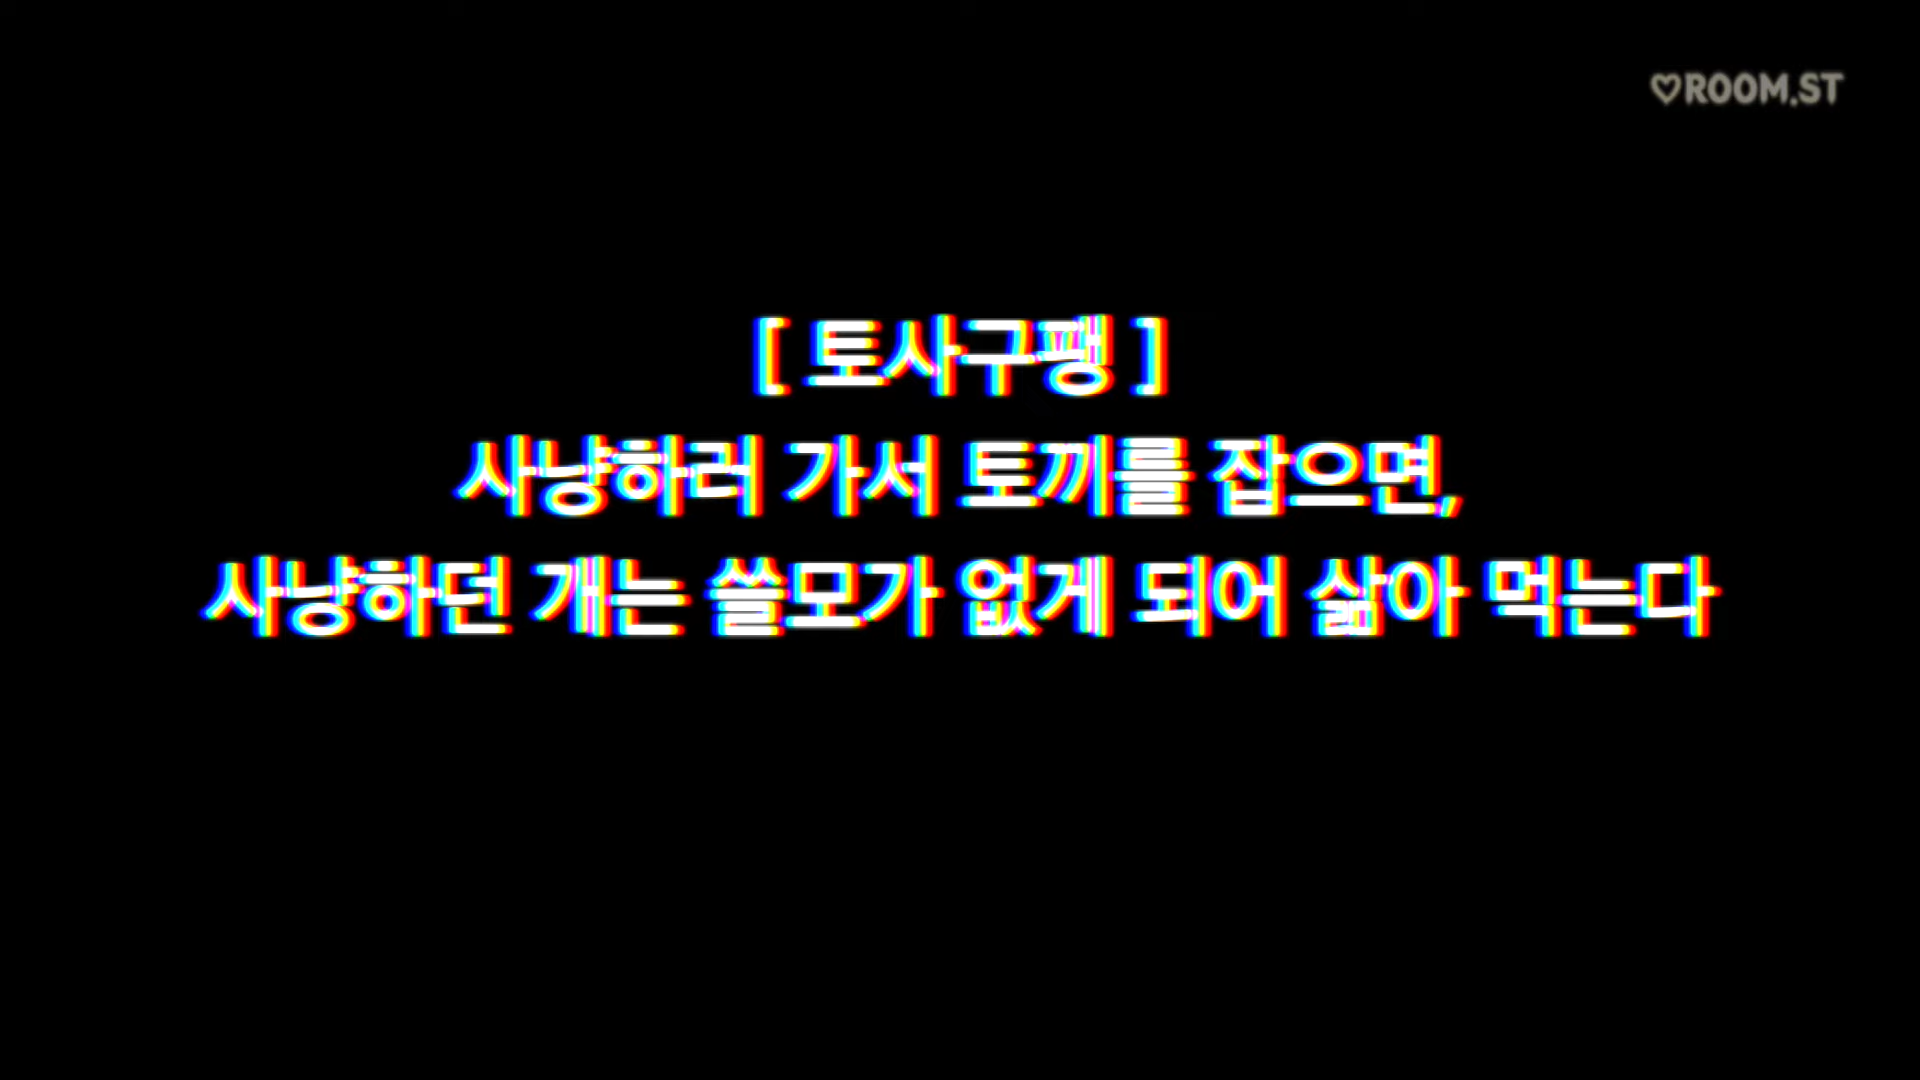 ♡ROOM.ST
[ 토사구팽 ]
사냥하러 가서 토끼를 잡으면,
사냥하던 개는 쓸모가 없게 되어 삶아 먹는다